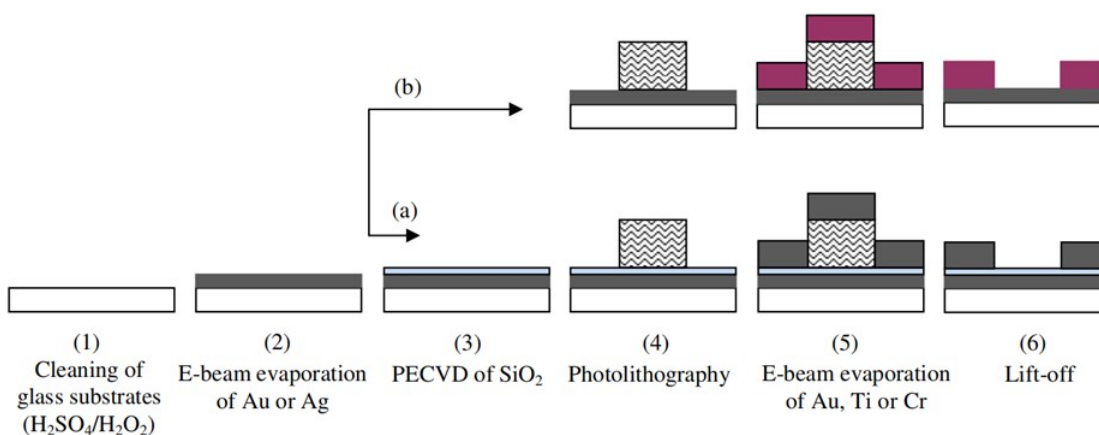 (b)
(a)
(1)
Cleaning of
glass substrates
(H₂SO₄/H₂O₂)
(2)
E-beam evaporation
of Au or Ag
(3)
PECVD of SiO₂
(4)
Photolithography
(5)
E-beam evaporation
of Au, Ti or Cr
(6)
Lift-off